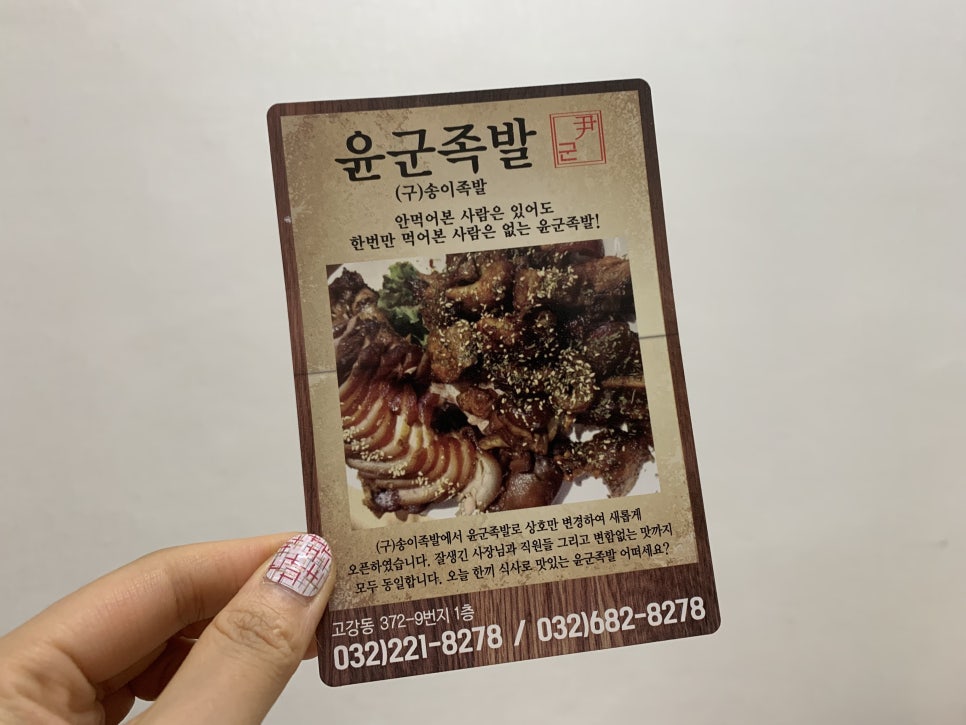 윤군족발
尹
군
(구)송이족발
안먹어본 사람은 있어도
한번만 먹어본 사람은 없는 윤군족발!
(구)송이족발에서 윤군족발로 상호만 변경하여 새롭게
오픈하였습니다. 잘생긴 사장님과 직원들 그리고 변함없는 맛까지
모두 동일합니다. 오늘 한끼 식사로 맛있는 윤군족발 어떠세요?
고강동 372-9번지 1층
032)221-8278 / 032)682-8278